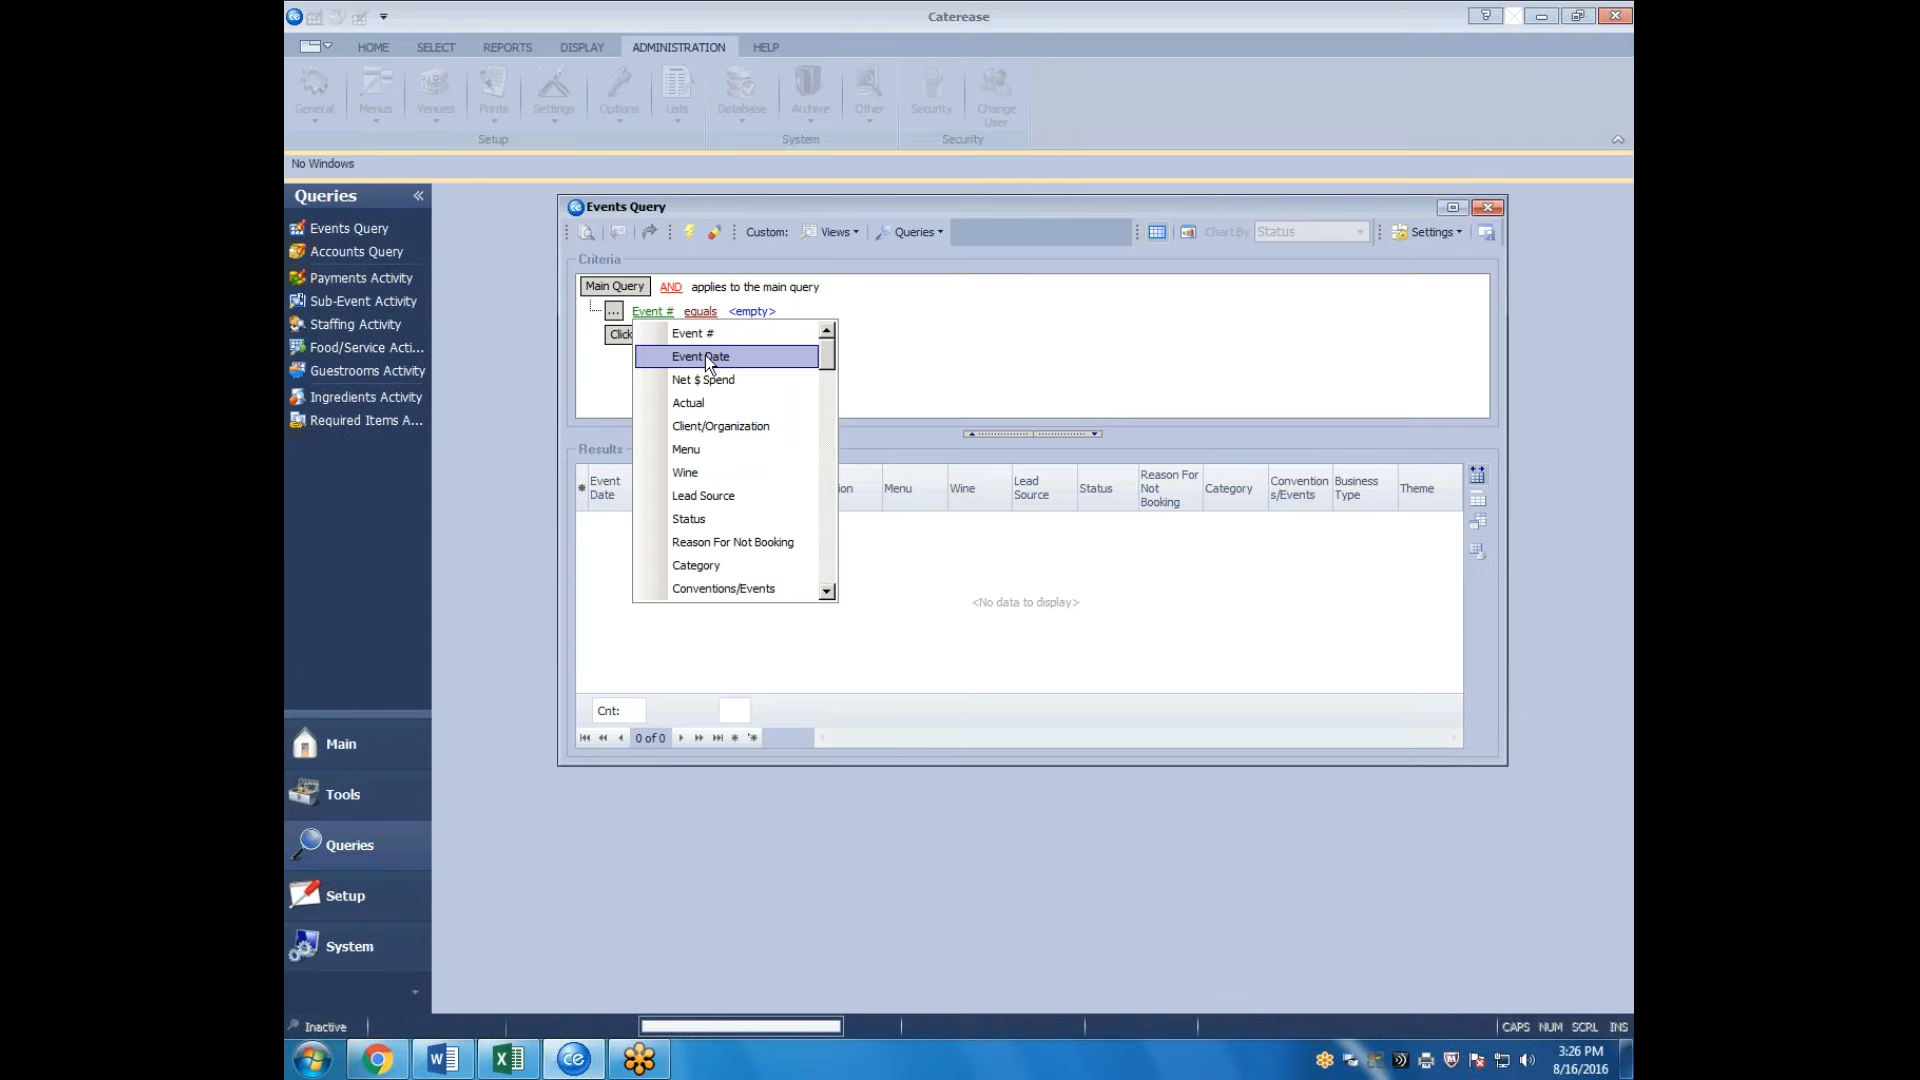 Caterease
HOME SELECT REPORTS DISPLAY ADMINISTRATION HELP
General Menus Venues Prints Settings Options Lists Database Archive Other Security Change User
Setup System Security
No Windows
Queries
Events Query
Accounts Query
Payments Activity
Sub-Event Activity
Staffing Activity
Food/Service Acti...
Guestrooms Activity
Ingredients Activity
Required Items A...
Main
Tools
Queries
Setup
System
Events Query
Custom: Views Queries Chart By Status Settings
Criteria
Main Query AND applies to the main query
... Event # equals <empty>
Click
Event #
Event Date
Net $ Spend
Actual
Client/Organization
Menu
Wine
Lead Source
Status
Reason For Not Booking
Category
Conventions/Events
Results
Event Date
ion
Menu
Wine
Lead Source
Status
Reason For Not Booking
Category
Convention s/Events
Business Type
Theme
<No data to display>
Cnt:
0 of 0
Inactive
CAPS NUM SCRL INS
3:26 PM
8/16/2016